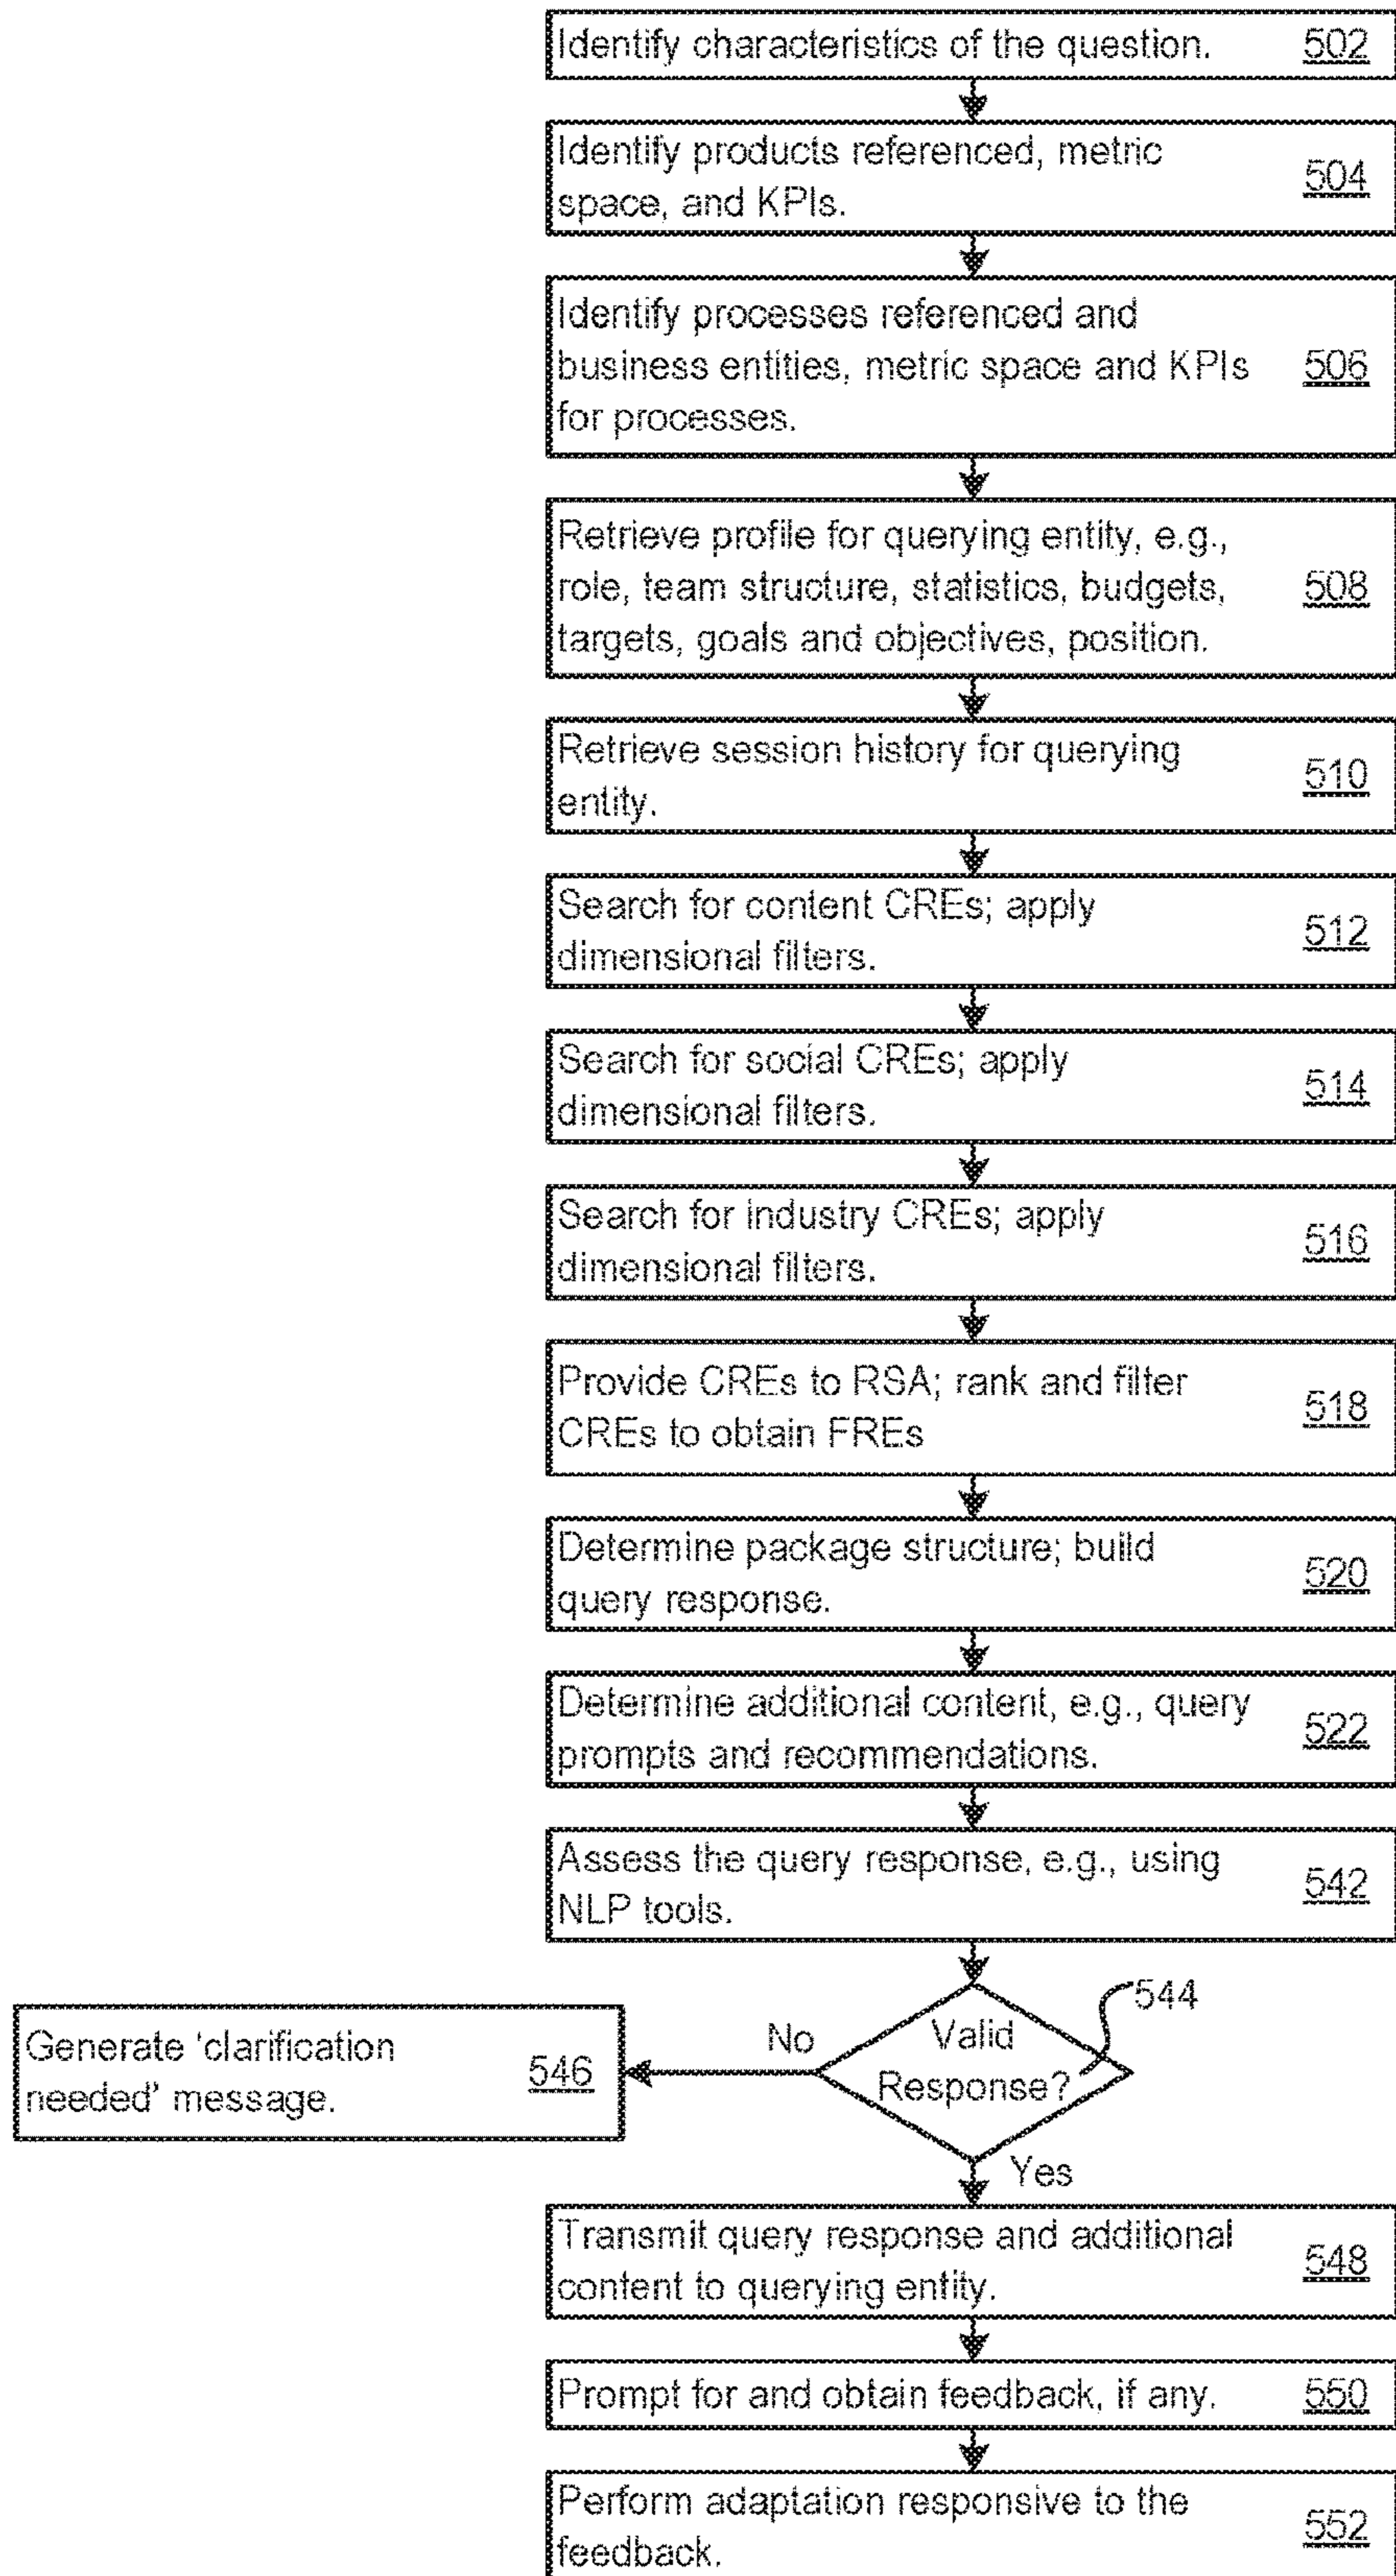 Identify characteristics of the question. 502
Identify products referenced, metric
space, and KPIs. 504
Identify processes referenced and
business entities, metric space and KPIs 506
for processes.
Retrieve profile for querying entity, e.g.,
role, team structure, statistics, budgets, 508
targets, goals and objectives, position.
Retrieve session history for querying
entity. 510
Search for content CREs; apply
dimensional filters. 512
Search for social CREs; apply
dimensional filters. 514
Search for industry CREs; apply
dimensional filters. 516
Provide CREs to RSA; rank and filter
CREs to obtain FREs 518
Determine package structure; build
query response. 520
Determine additional content, e.g., query
prompts and recommendations. 522
Assess the query response, e.g., using
NLP tools. 542
544
Valid
Response?
No
Generate 'clarification
needed' message. 546
Yes
Transmit query response and additional
content to querying entity. 548
Prompt for and obtain feedback, if any. 550
Perform adaptation responsive to the
feedback. 552